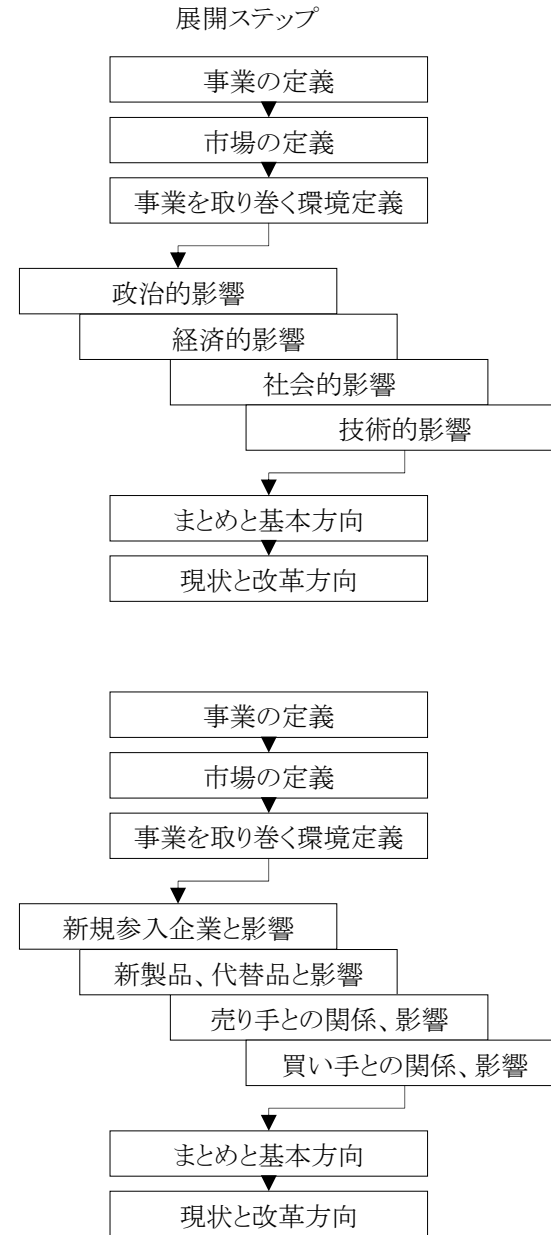 展開ステップ
事業の定義
市場の定義
事業を取り巻く環境定義
政治的影響
経済的影響
社会的影響
技術的影響
まとめと基本方向
現状と改革方向
事業の定義
市場の定義
事業を取り巻く環境定義
新規参入企業と影響
新製品、代替品と影響
売り手との関係、影響
買い手との関係、影響
まとめと基本方向
現状と改革方向